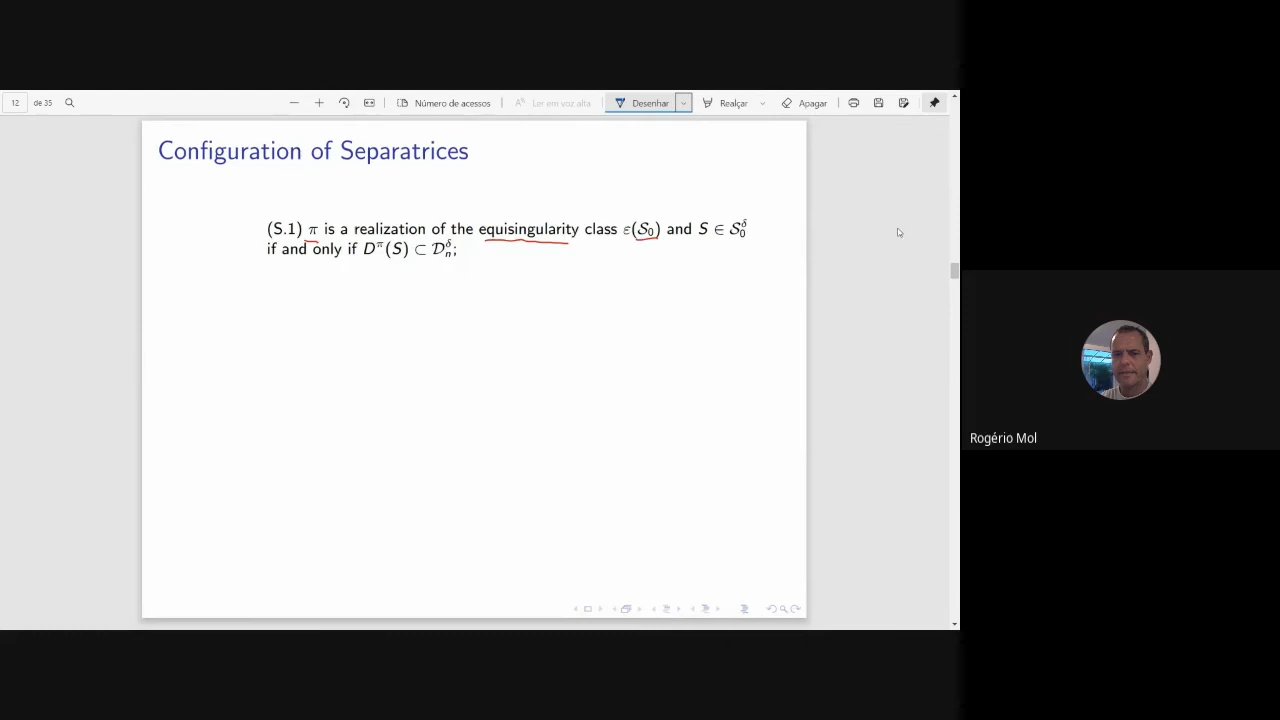 12 de 35 Número de acessos Ler em voz alta Desenhar Realçar Apagar
Configuration of Separatrices
(S.1) π is a realization of the equisingularity class ε(𝒮₀) and S ∈ 𝒮₀^δ
if and only if D^π(S) ⊂ 𝒟ₙ^δ;
Rogério Mol